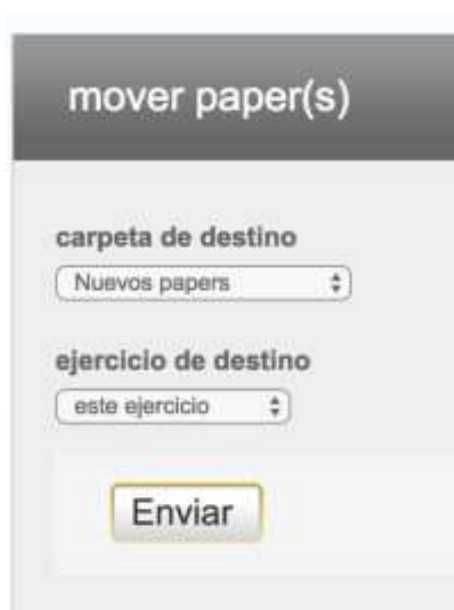 mover paper(s)
carpeta de destino
Nuevos papers
ejercicio de destino
este ejercicio
Enviar